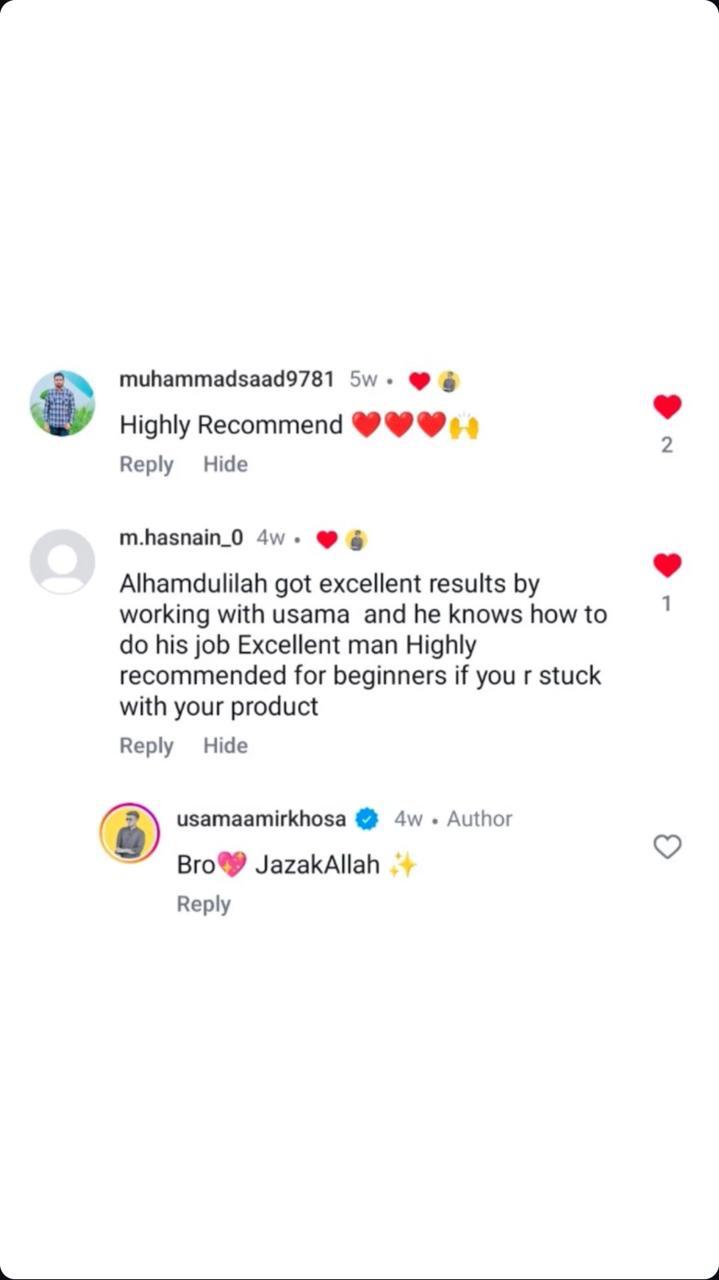 muhammadsaad9781 5w •
Highly Recommend ❤️❤️❤️🙌
2
Reply Hide
m.hasnain_0 4w •
Alhamdulilah got excellent results by
working with usama and he knows how to
do his job Excellent man Highly
recommended for beginners if you r stuck
with your product
1
Reply Hide
usamaamirkhosa 4w • Author
Bro💖 JazakAllah ✨
Reply